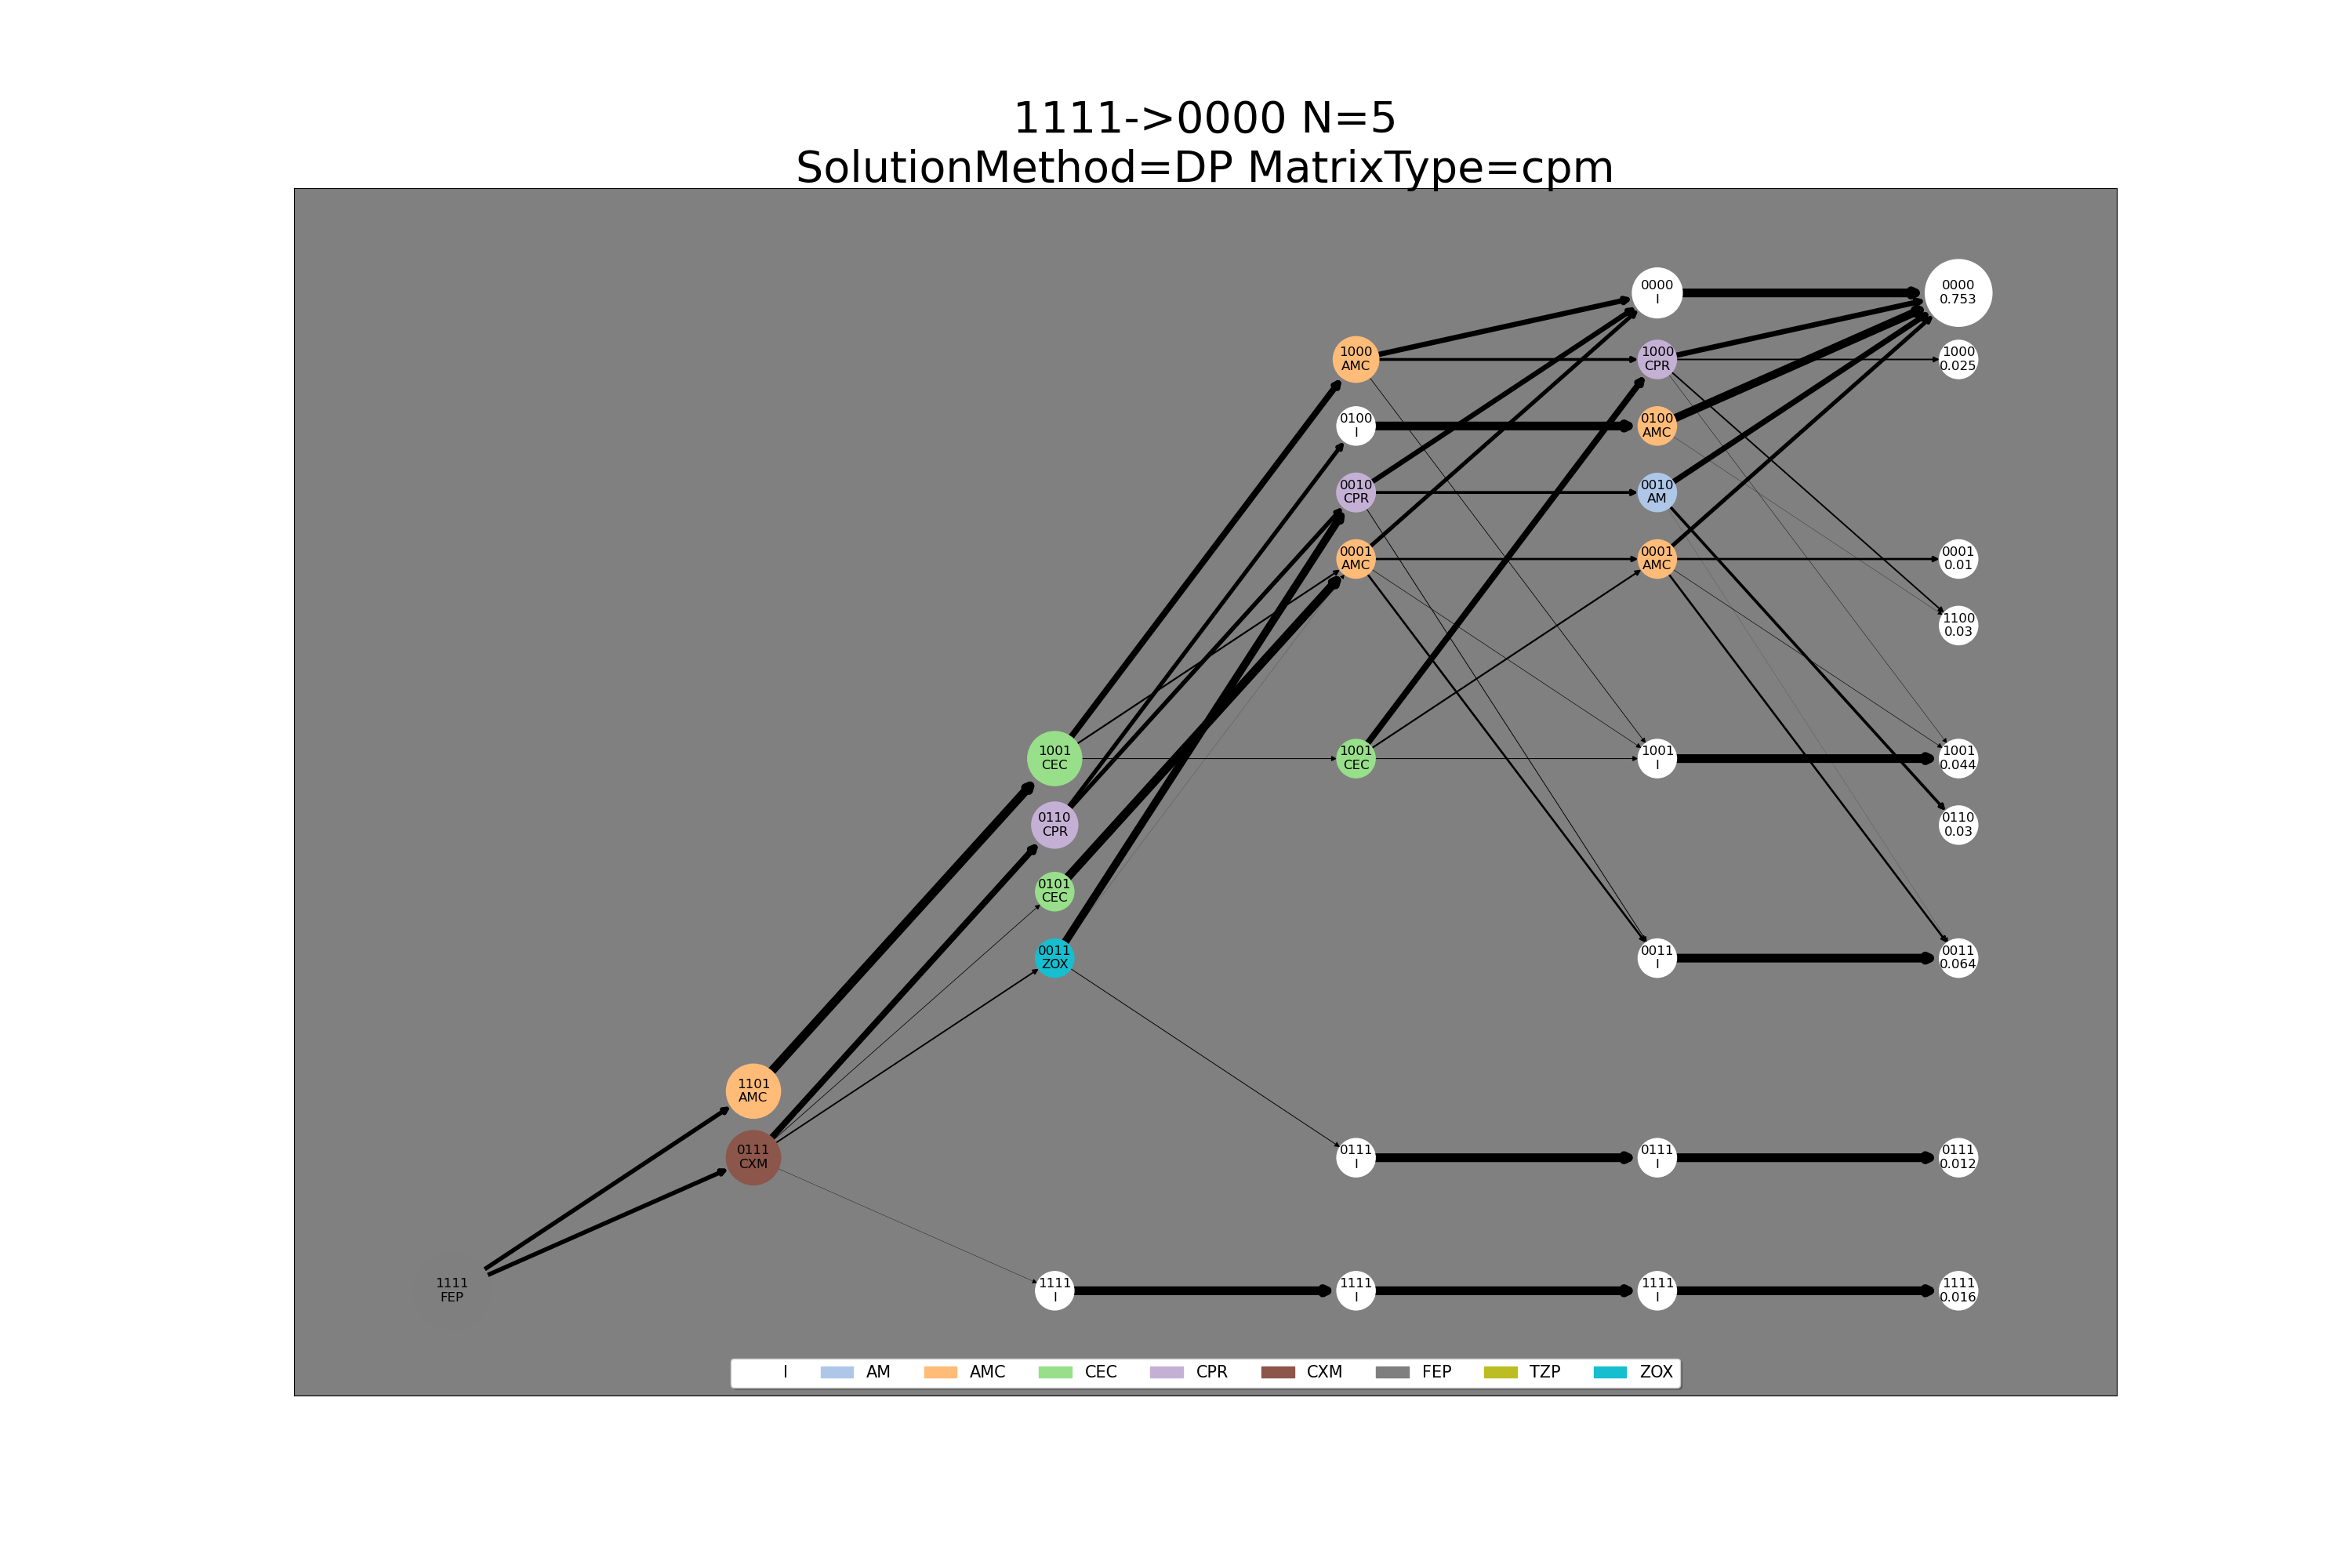 1111->0000 N=5
SolutionMethod=DP MatrixType=cpm
1111
FEP
1101
AMC
0111
CXM
1001
CEC
0110
CPR
0101
CEC
0011
ZOX
1111
I
1000
AMC
0100
I
0010
CPR
0001
AMC
1001
CEC
0111
I
1111
I
0000
I
1000
CPR
0100
AMC
0010
AM
0001
AMC
1001
I
0011
I
0111
I
1111
I
0000
0.753
1000
0.025
0001
0.01
1100
0.03
1001
0.044
0110
0.03
0011
0.064
0111
0.012
1111
0.016
I AM AMC CEC CPR CXM FEP TZP ZOX